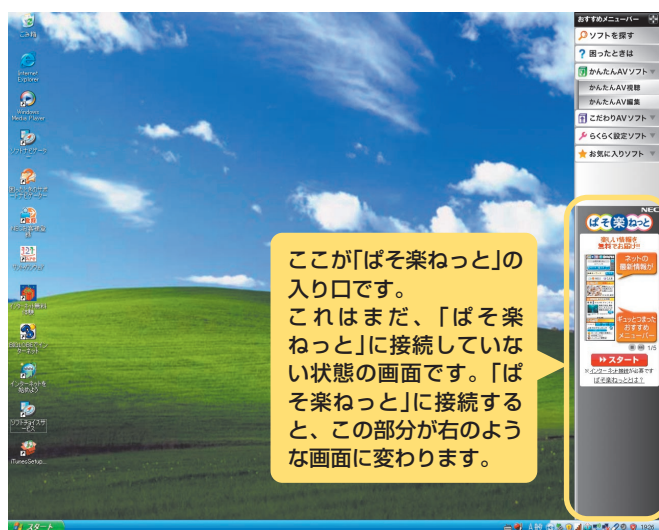 ごみ箱
Internet
Explorer
Windows
Media Player
iTunesSetup...
ここが「ぱそ楽ねっと」の
入り口です。
これはまだ、「ぱそ楽
ねっと」に接続していな
い状態の画面です。「ぱ
そ楽ねっと」に接続する
と、この部分が右のよう
な画面に変わります。
おすすめメニューバー
ソフトを探す
困ったときは
かんたんAVソフト
かんたんAV視聴
かんたんAV編集
こだわりAVソフト
らくらく設定ソフト
お気に入りソフト
NEC
ぱそ楽ねっと
欲しい情報を
無料でお届け!!
ネットの
最新情報が
ギュッとつまった
おすすめ
メニューバー
1/5
スタート
※インターネット接続が必要です
ぱそ楽ねっととは?
スタート
19:26